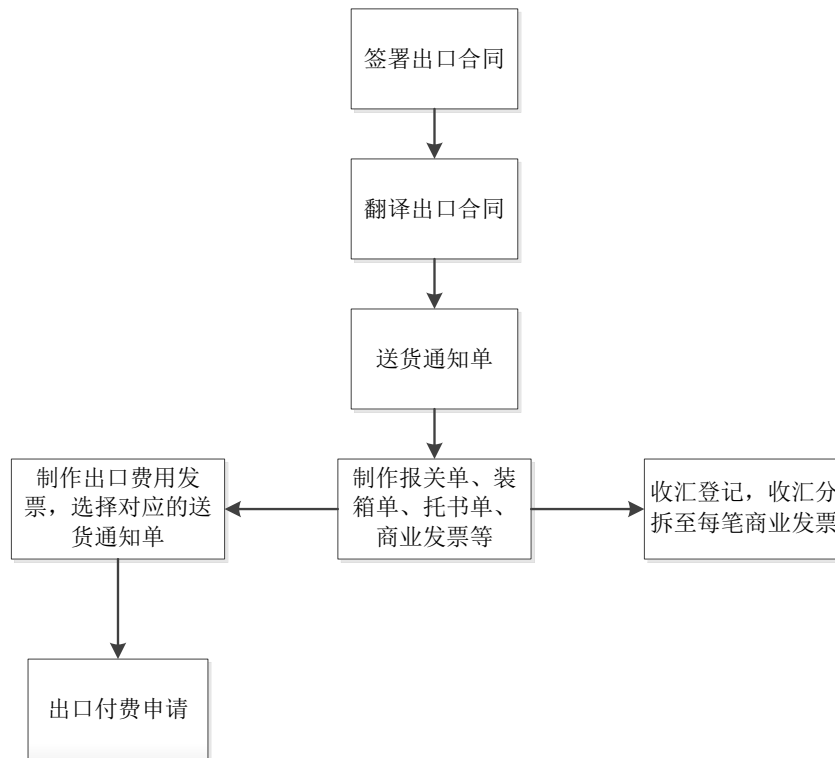 签署出口合同
翻译出口合同
送货通知单
制作出口费用发
票，选择对应的送
货通知单
制作报关单、装
箱单、托书单、
商业发票等
收汇登记，收汇分
拆至每笔商业发票
出口付费申请